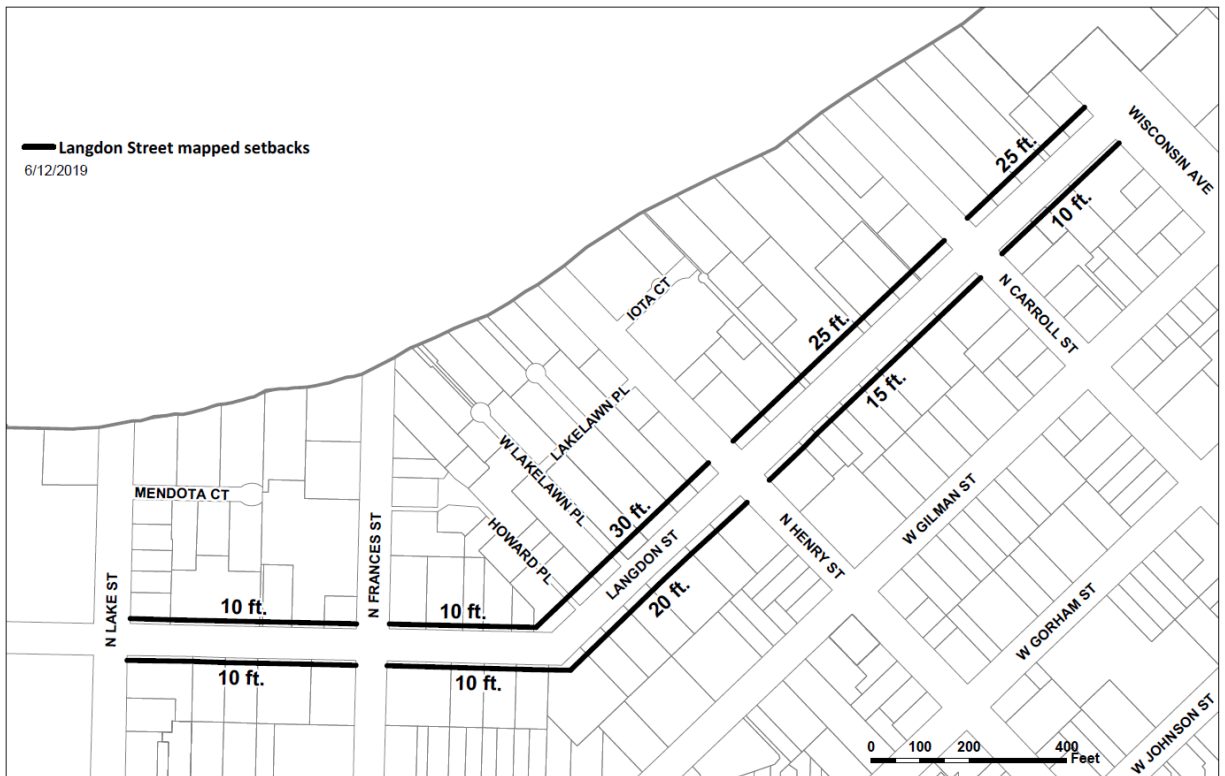 Langdon Street mapped setbacks
6/12/2019
WISCONSIN AVE
25 ft.
10 ft.
N CARROLL ST
IOTA CT
25 ft.
15 ft.
LAKELAWN PL
W LAKELAWN PL
MENDOTA CT
HOWARD PL
30 ft.
LANGDON ST
20 ft.
N HENRY ST
W GILMAN ST
W GORHAM ST
W JOHNSON ST
N LAKE ST
N FRANCES ST
10 ft.
10 ft.
10 ft.
10 ft.
0 100 200 400
Feet